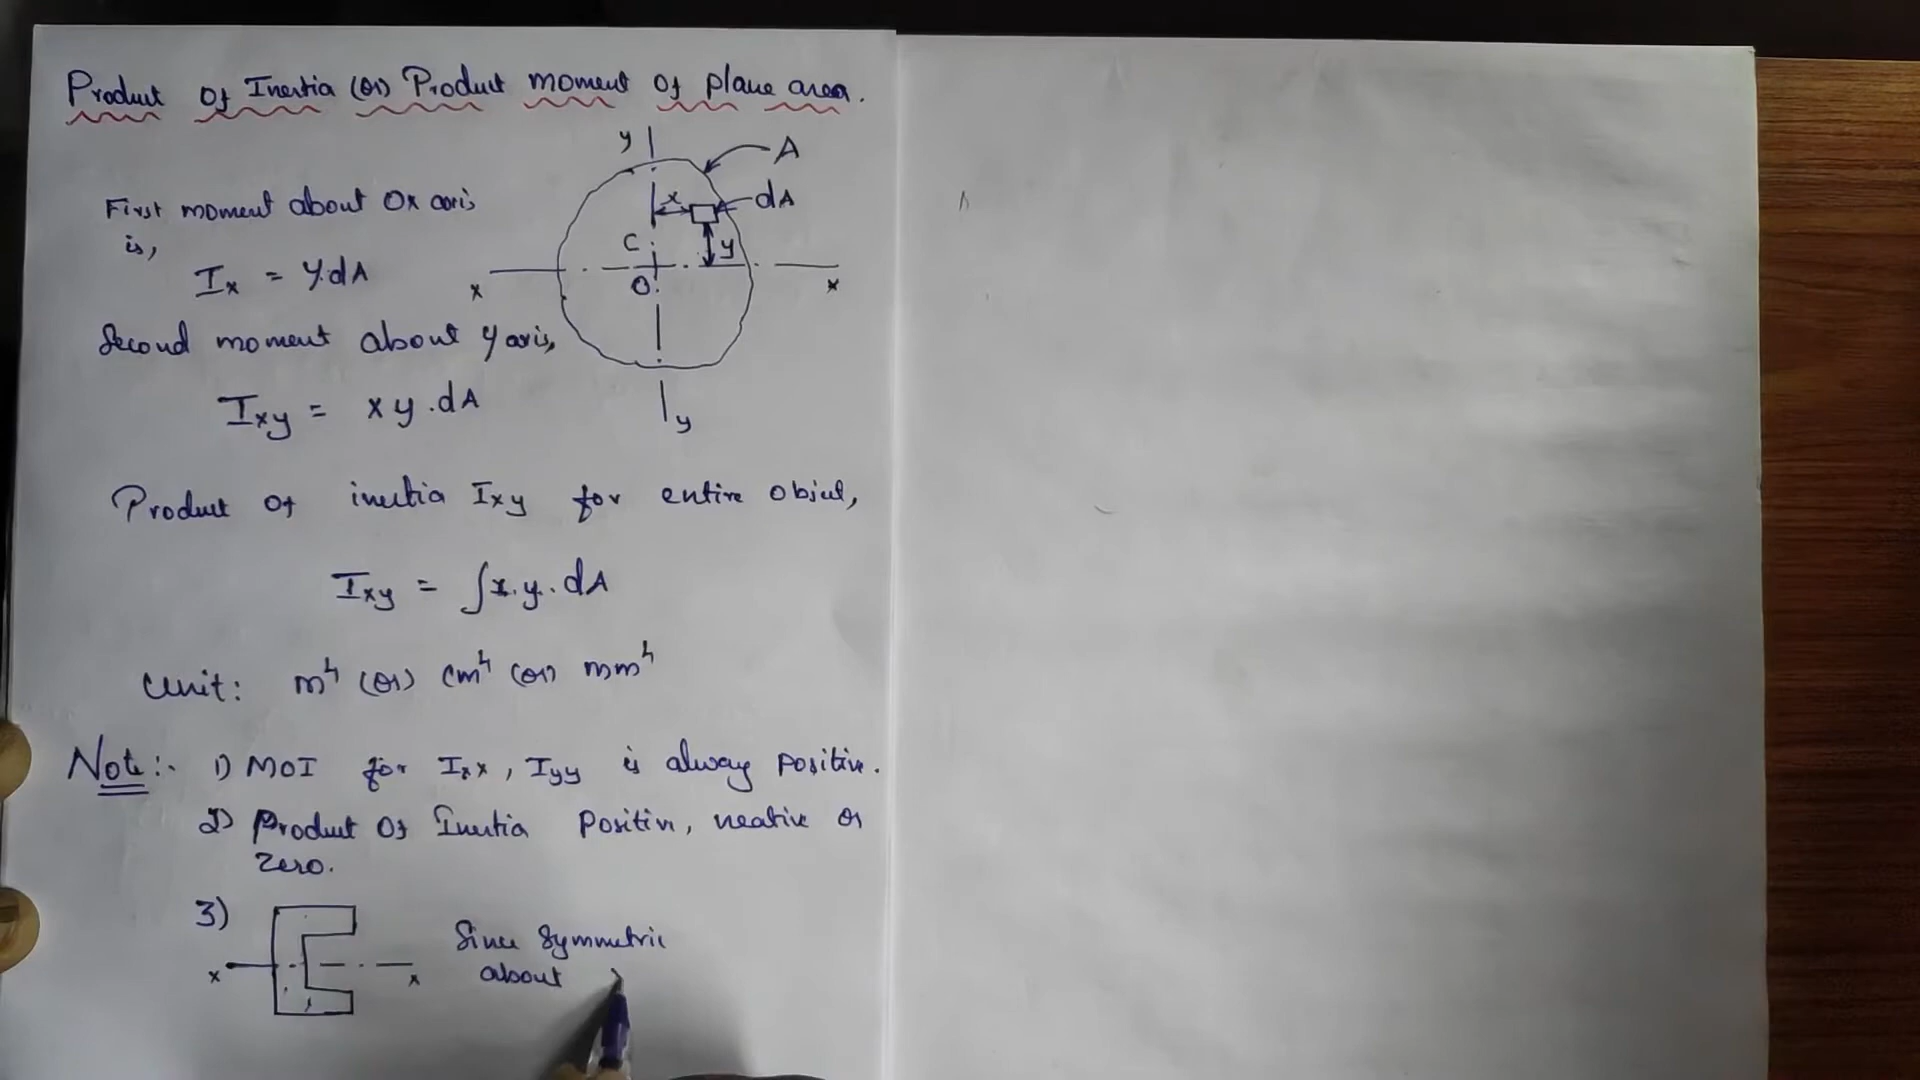 Product Of Inertia (or) Product moment Of plane area.
y
A
First moment about Ox axis
x
dA
is,
C
y
Ix = y.dA
x
O
x
Second moment about y axis,
Ixy = xy.dA
y
Product Of inertia Ixy for entire Object,
Ixy = ∫x.y.dA
Unit: m⁴ (or) cm⁴ (or) mm⁴
Note:- 1) MOI for Ixx, Iyy is always positive.
2) Product Of Inertia Positive, neative or
Zero.
3)
Since Symmetric
x
x
about